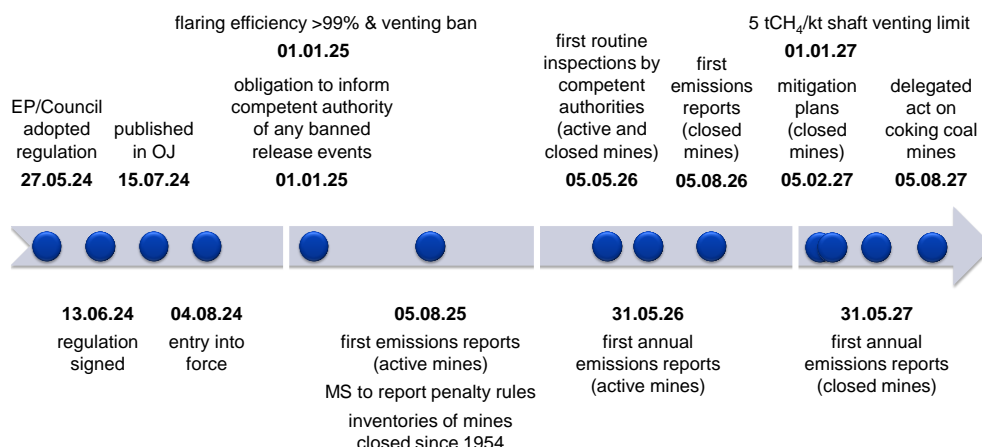 flaring efficiency >99% & venting ban
01.01.25
5 tCH₄/kt shaft venting limit
01.01.27
EP/Council
adopted
regulation
27.05.24
published
in OJ
15.07.24
obligation to inform
competent authority
of any banned
release events
01.01.25
first routine
inspections by
competent
authorities
(active and
closed mines)
05.05.26
first
emissions
reports
(closed
mines)
05.08.26
mitigation
plans
(closed
mines)
05.02.27
delegated
act on
coking coal
mines
05.08.27
13.06.24
regulation
signed
04.08.24
entry into
force
05.08.25
first emissions reports
(active mines)
MS to report penalty rules
inventories of mines
closed since 1954
31.05.26
first annual
emissions reports
(active mines)
31.05.27
first annual
emissions reports
(closed mines)